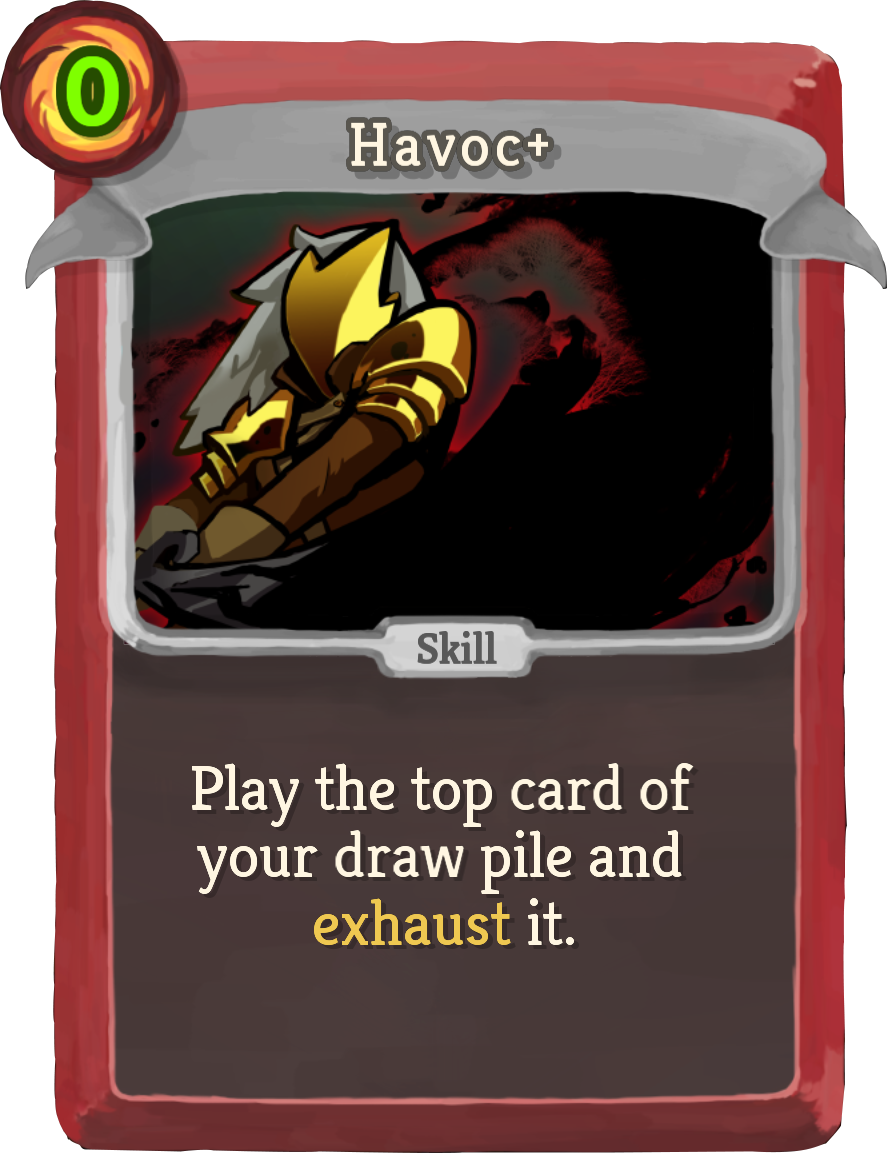 0
Havoc+
Skill
Play the top card of
your draw pile and
exhaust it.